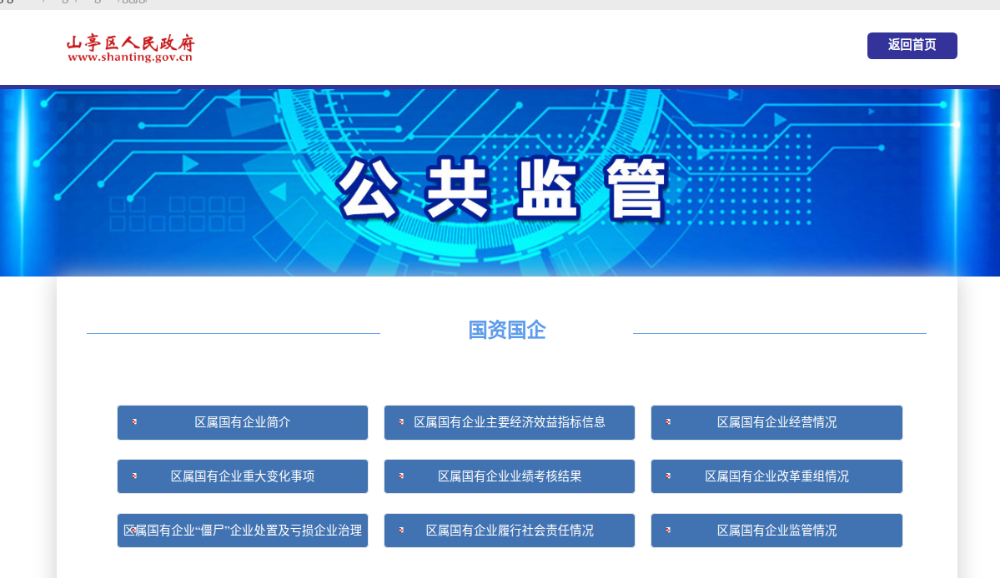 山亭区人民政府
www.shanting.gov.cn
返回首页
公共监管
国资国企
区属国有企业简介
区属国有企业主要经济效益指标信息
区属国有企业经营情况
区属国有企业重大变化事项
区属国有企业业绩考核结果
区属国有企业改革重组情况
区属国有企业“僵尸”企业处置及亏损企业治理
区属国有企业履行社会责任情况
区属国有企业监管情况